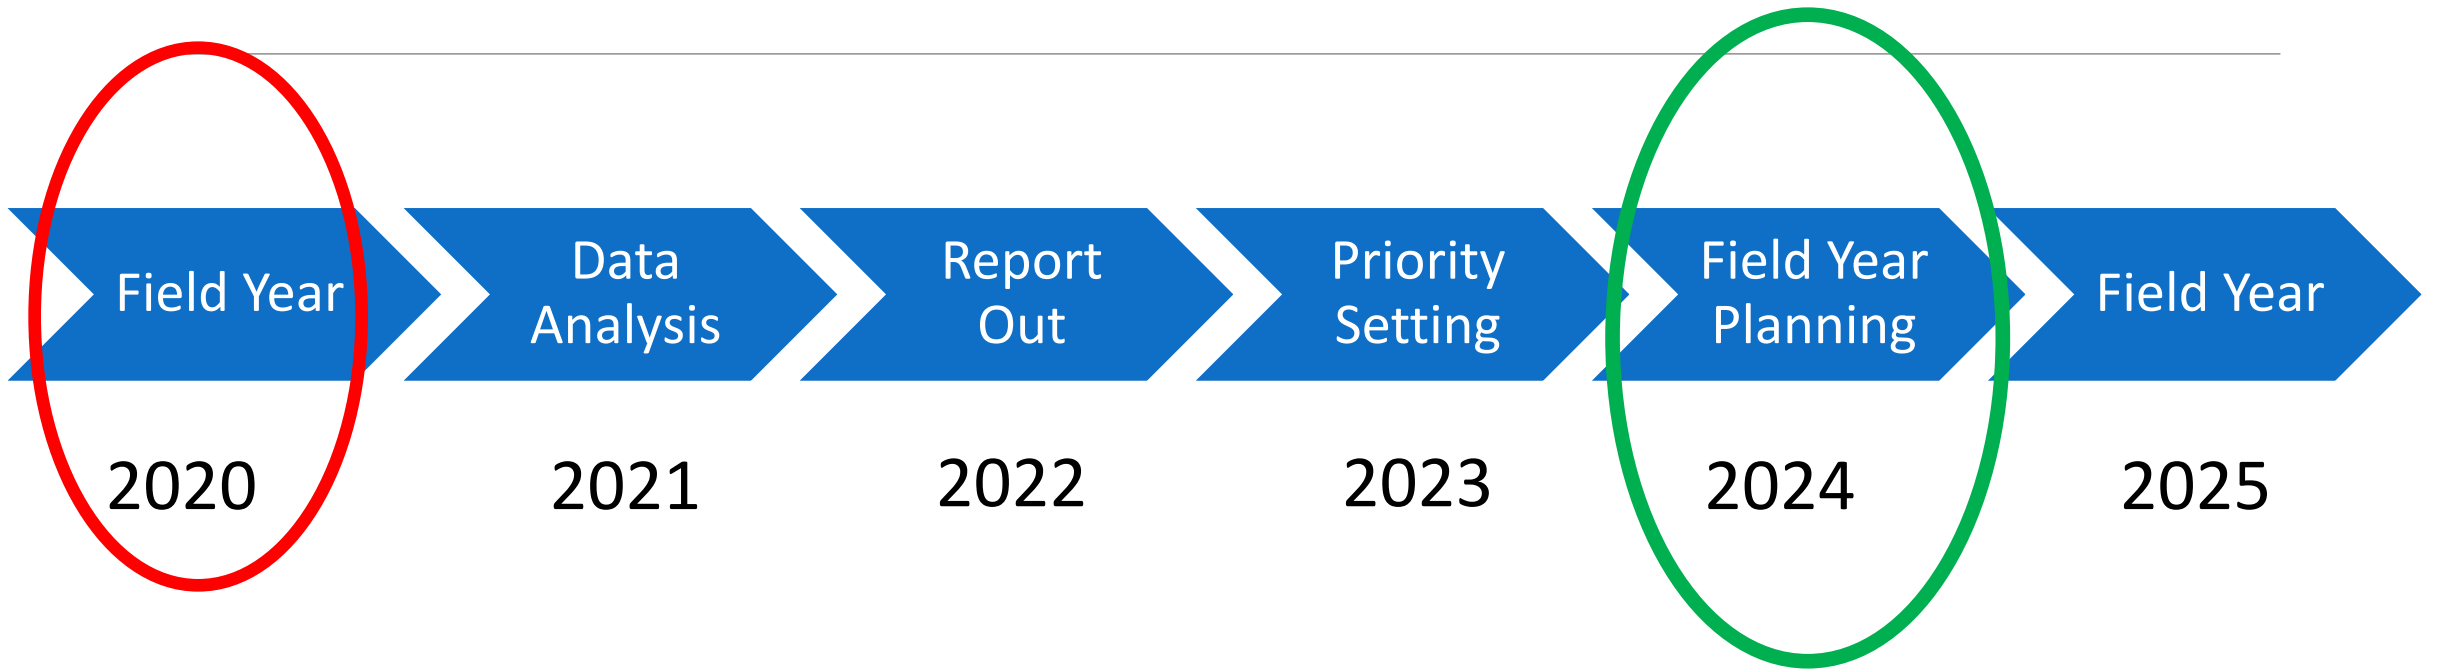 Field Year
Data
Analysis
Report
Out
Priority
Setting
Field Year
Planning
Field Year
2020
2021
2022
2023
2024
2025